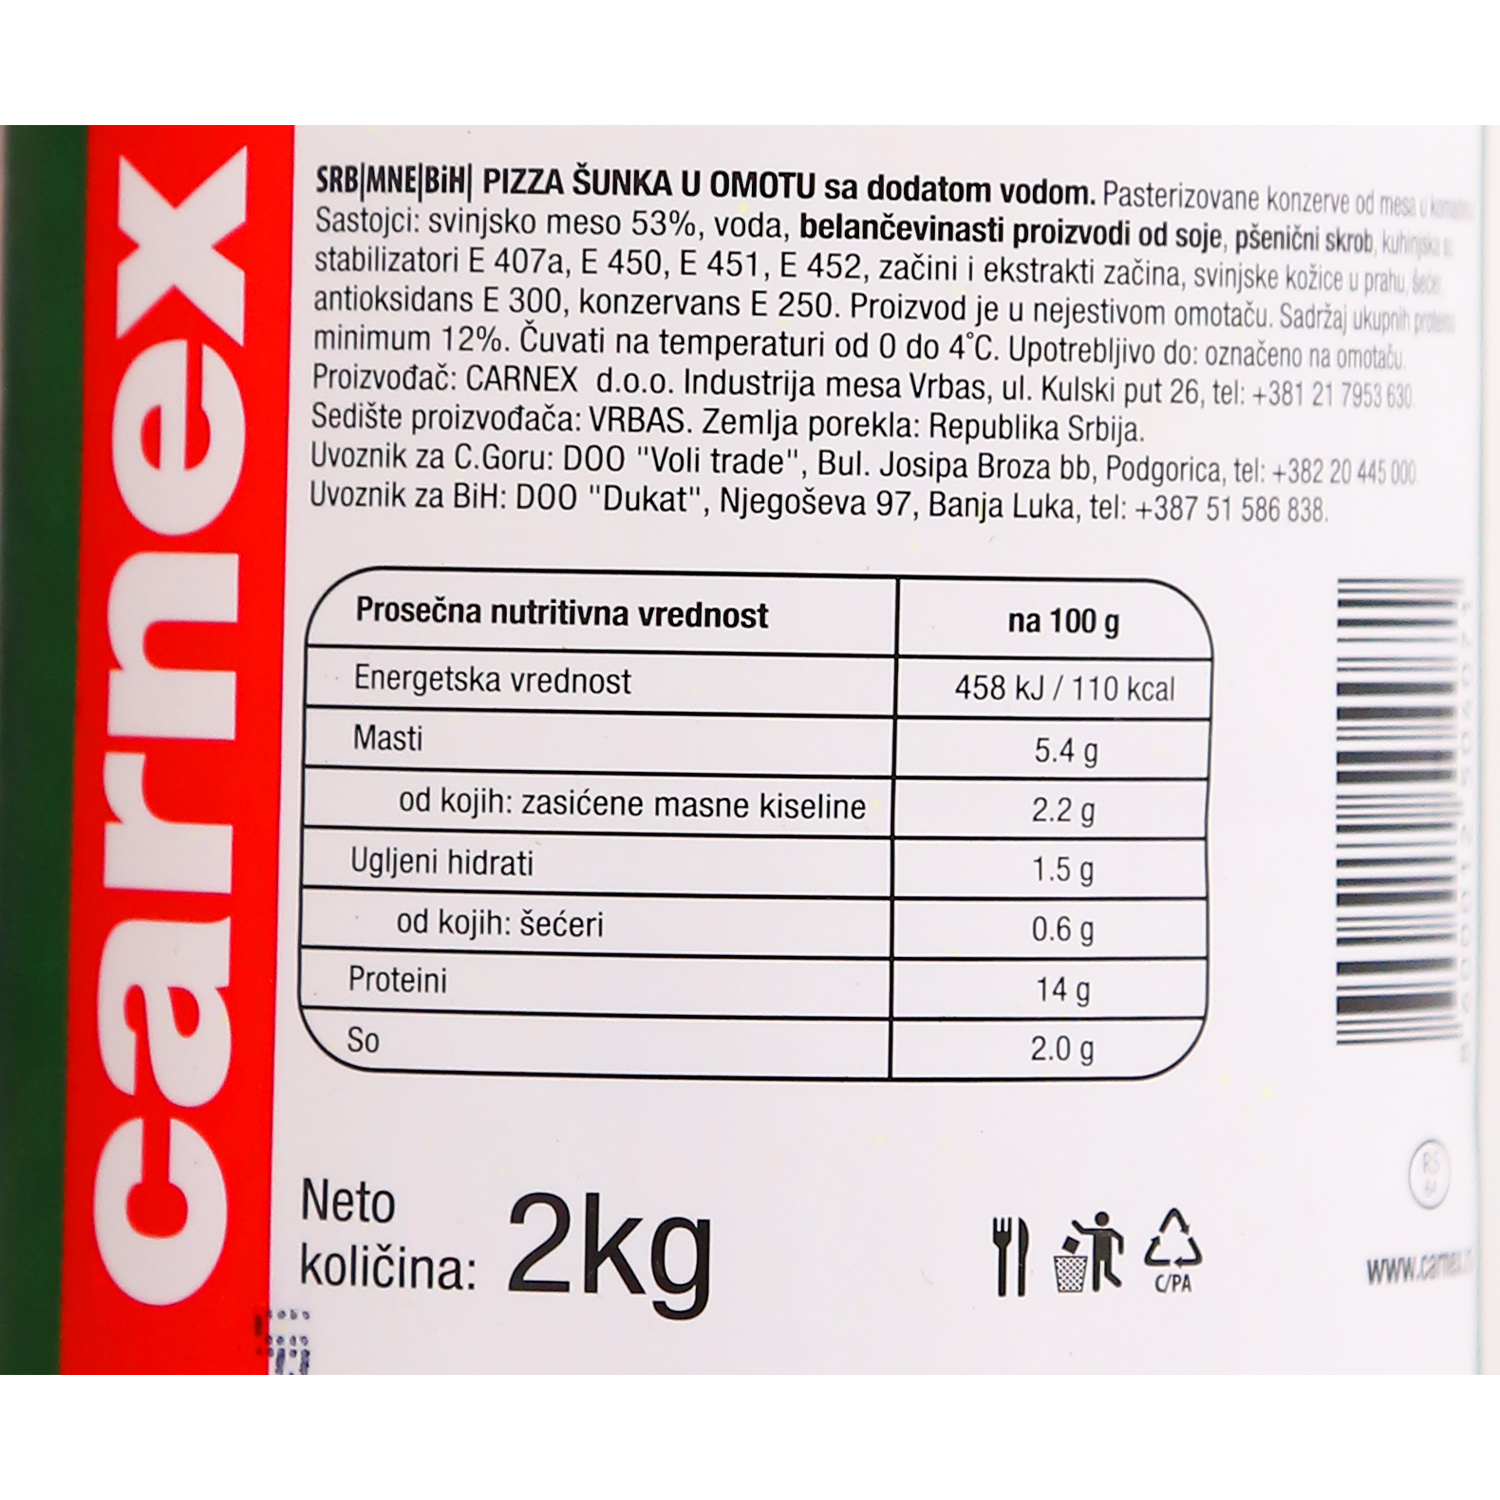 carnex
SRB|MNE|BiH| PIZZA ŠUNKA U OMOTU sa dodatom vodom. Pasterizovane konzerve od mesa u
Sastojci: svinjsko meso 53%, voda, belančevinasti proizvodi od soje, pšenični skrob, kuhinjska
stabilizatori E 407a, E 450, E 451, E 452, začini i ekstrakti začina, svinjske kožice u prahu,
antioksidans E 300, konzervans E 250. Proizvod je u nejestivom omotaču. Sadržaj ukupnih
minimum 12%. Čuvati na temperaturi od 0 do 4°C. Upotrebljivo do: označeno na omotaču.
Proizvođač: CARNEX d.o.o. Industrija mesa Vrbas, ul. Kulski put 26, tel: +381 21 7953 630.
Sedište proizvođača: VRBAS. Zemlja porekla: Republika Srbija.
Uvoznik za C.Goru: DOO "Voli trade", Bul. Josipa Broza bb, Podgorica, tel: +382 20 445 000
Uvoznik za BiH: DOO "Dukat", Njegoševa 97, Banja Luka, tel: +387 51 586 838.
Prosečna nutritivna vrednost na 100 g
Energetska vrednost 458 kJ / 110 kcal
Masti 5.4 g
od kojih: zasićene masne kiseline 2.2 g
Ugljeni hidrati 1.5 g
od kojih: šećeri 0.6 g
Proteini 14 g
So 2.0 g
Neto
količina: 2kg
C/PA
RS
64